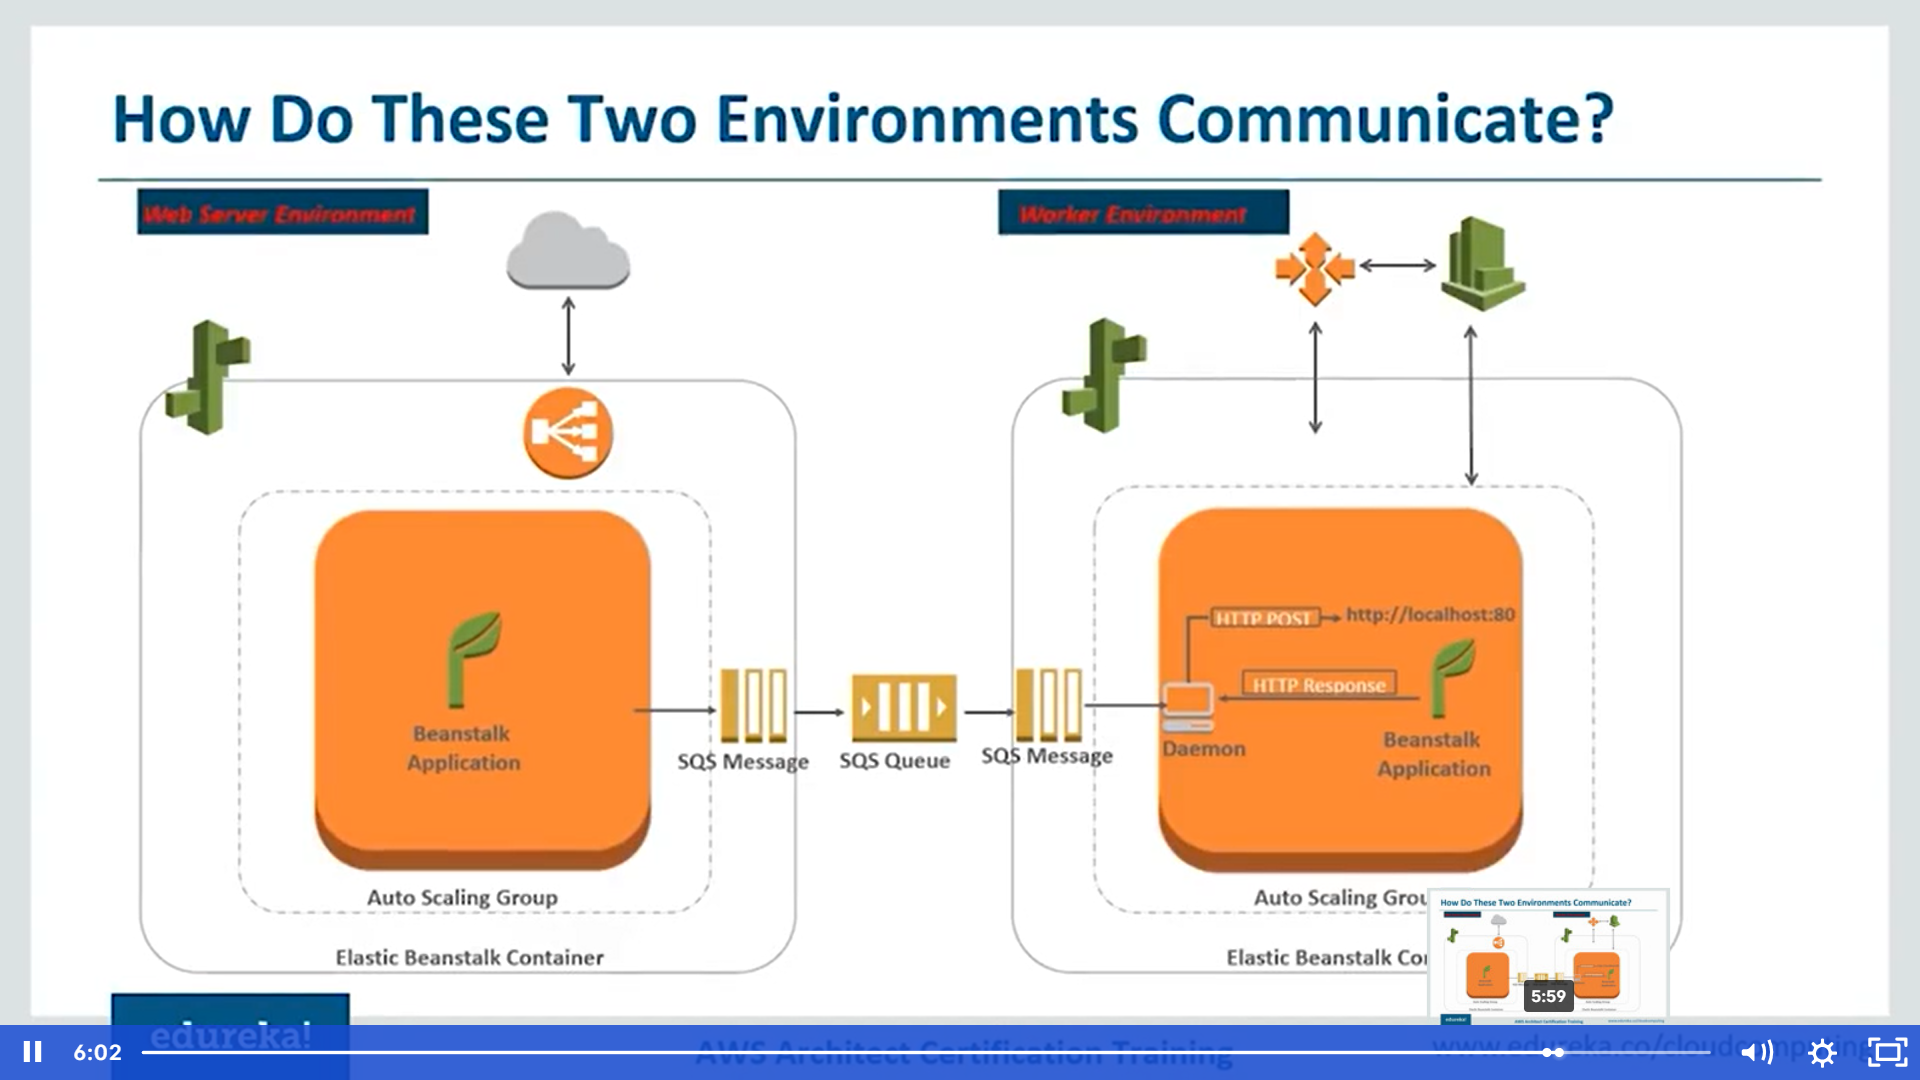 How Do These Two Environments Communicate?
Web Server Environment
Worker Environment
HTTP POST
http://localhost:80
HTTP Response
Beanstalk
Application
SQS Message
SQS Queue
SQS Message
Daemon
Beanstalk
Application
Auto Scaling Group
Auto Scaling Grou
Elastic Beanstalk Container
Elastic Beanstalk Co
How Do These Two Environments Communicate?
5:59
edureka!
6:02
AWS Architect Certification Training
www.edureka.co/cloudcomputing